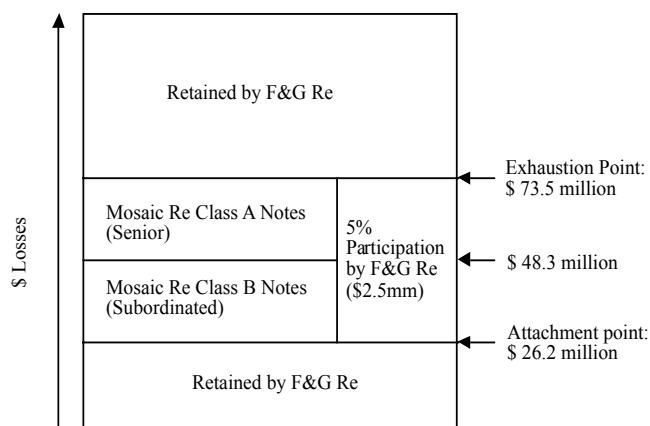 Retained by F&G Re
Exhaustion Point:
$ 73.5 million
Mosaic Re Class A Notes
(Senior)
5%
Participation
by F&G Re
($2.5mm)
$ 48.3 million
Mosaic Re Class B Notes
(Subordinated)
Attachment point:
$ 26.2 million
Retained by F&G Re
$ Losses